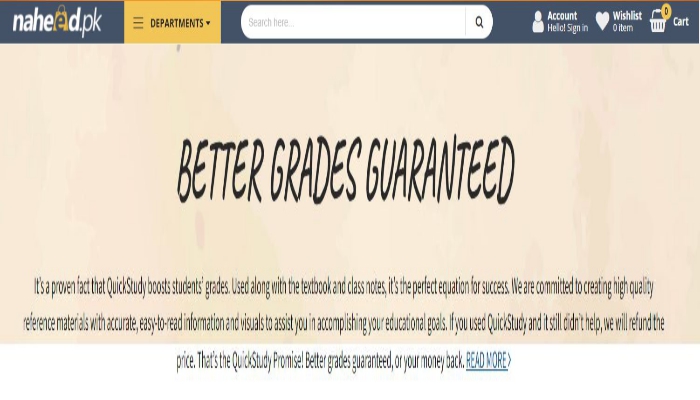 naheed.pk
DEPARTMENTS
Search here...
Account
Hello! Sign in
Wishlist
0 item
0
Cart
BETTER GRADES GUARANTEED
It's a proven fact that QuickStudy boosts students' grades. Used along with the textbook and class notes, it's the perfect equation for success. We are committed to creating high quality
reference materials with accurate, easy-to-read information and visuals to assist you in accomplishing your educational goals. If you used QuickStudy and it still didn't help, we will refund the
price. That's the QuickStudy Promise! Better grades guaranteed, or your money back. READ MORE